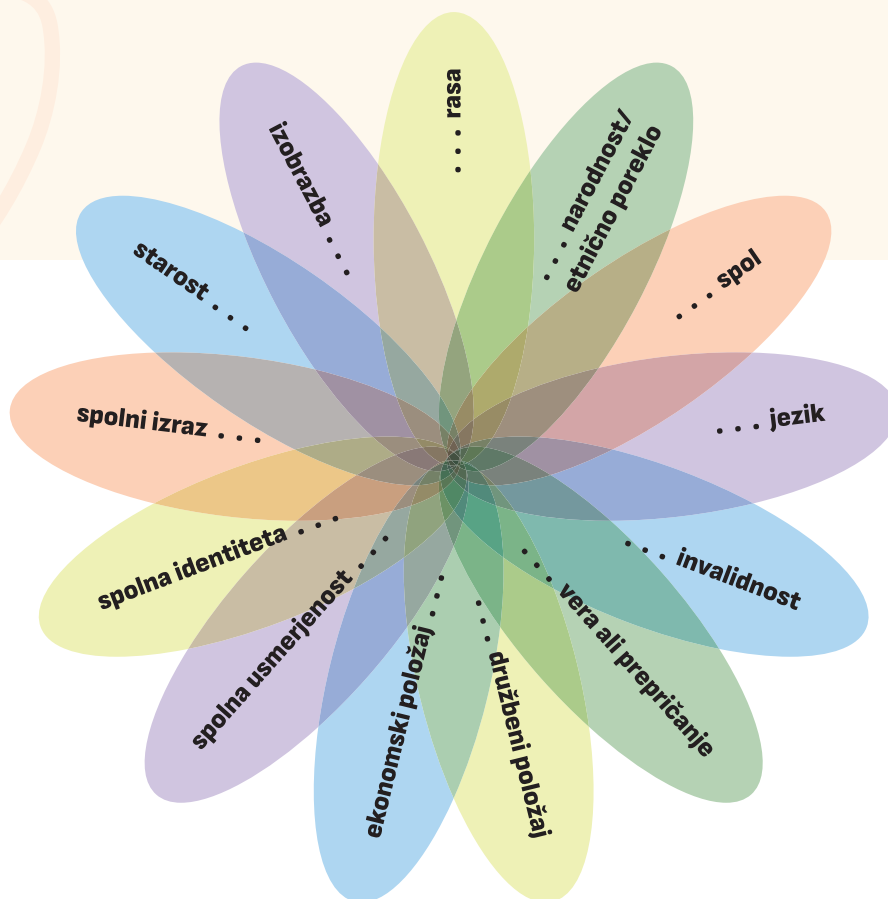 rasa
narodnost/
etnično poreklo
spol
jezik
invalidnost
vera ali prepričanje
družbeni položaj
ekonomski položaj
spolna usmerjenost
spolna identiteta
spolni izraz
starost
izobrazba